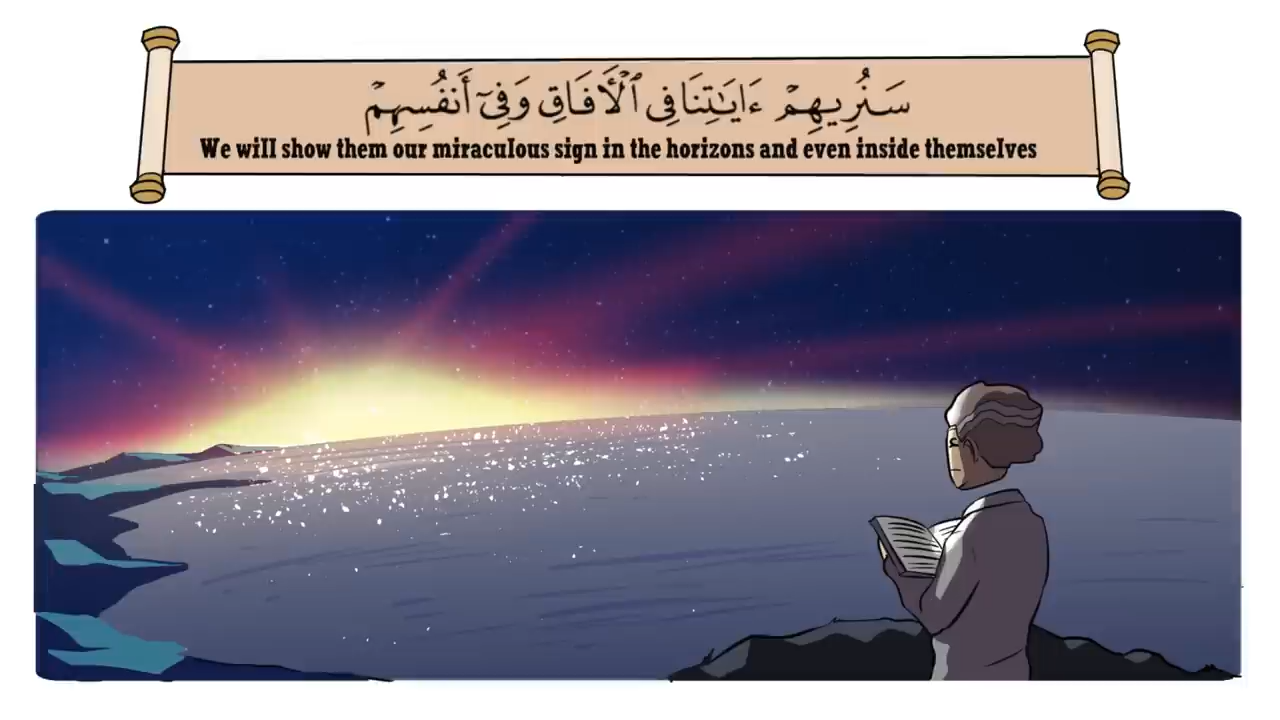 سَنُرِيهِمْ ءَايَـٰتِنَا فِى ٱلْأَفَاقِ وَفِىٓ أَنفُسِهِمْ
We will show them our miraculous sign in the horizons and even inside themselves